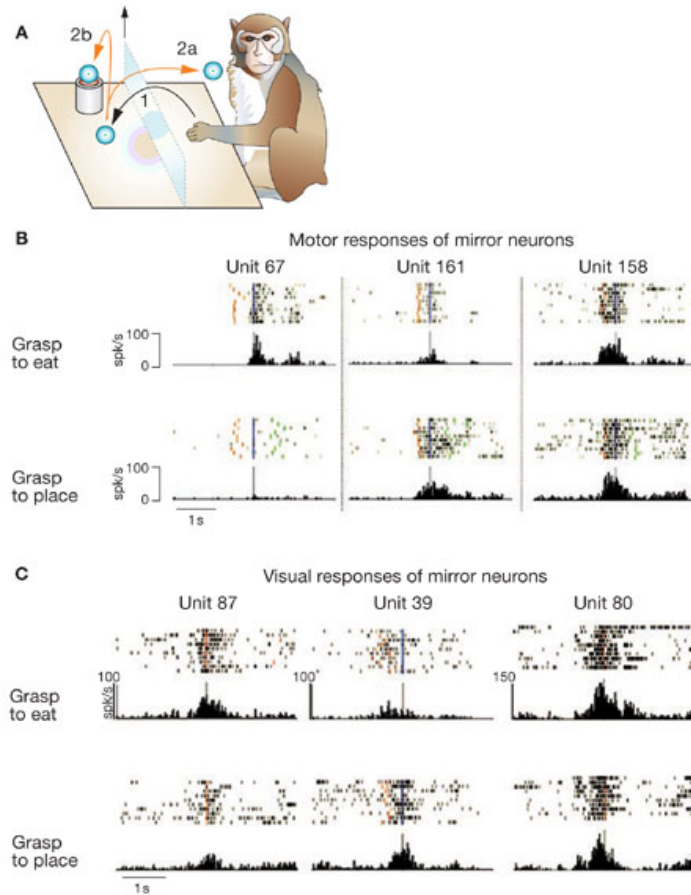 A
2b
2a
1
B
Motor responses of mirror neurons
Unit 67 Unit 161 Unit 158
Grasp
to eat
100
spk/s
0
Grasp
to place
100
spk/s
0
1 s
C
Visual responses of mirror neurons
Unit 87 Unit 39 Unit 80
100 100 150
spk/s
Grasp
to eat
Grasp
to place
1 s